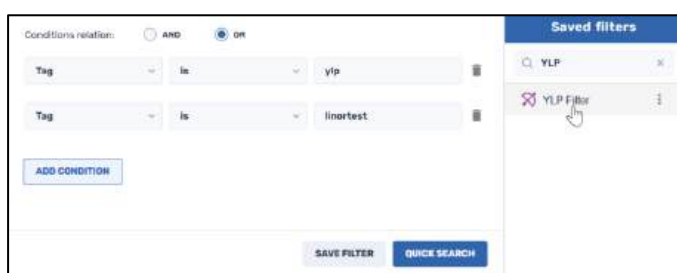 Conditions relation: AND OR
Tag is ylp
Tag is linortest
ADD CONDITION
SAVE FILTER QUICK SEARCH
Saved filters
YLP
YLP Filter